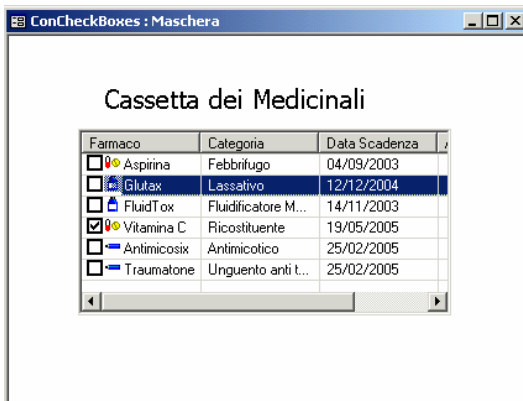 ConCheckBoxes : Maschera
Cassetta dei Medicinali
Farmaco Categoria Data Scadenza
Aspirina Febbrifugo 04/09/2003
Glutax Lassativo 12/12/2004
FluidTox Fluidificatore M... 14/11/2003
Vitamina C Ricostituente 19/05/2005
Antimicosix Antimicotico 25/02/2005
Traumatone Unguento anti t... 25/02/2005